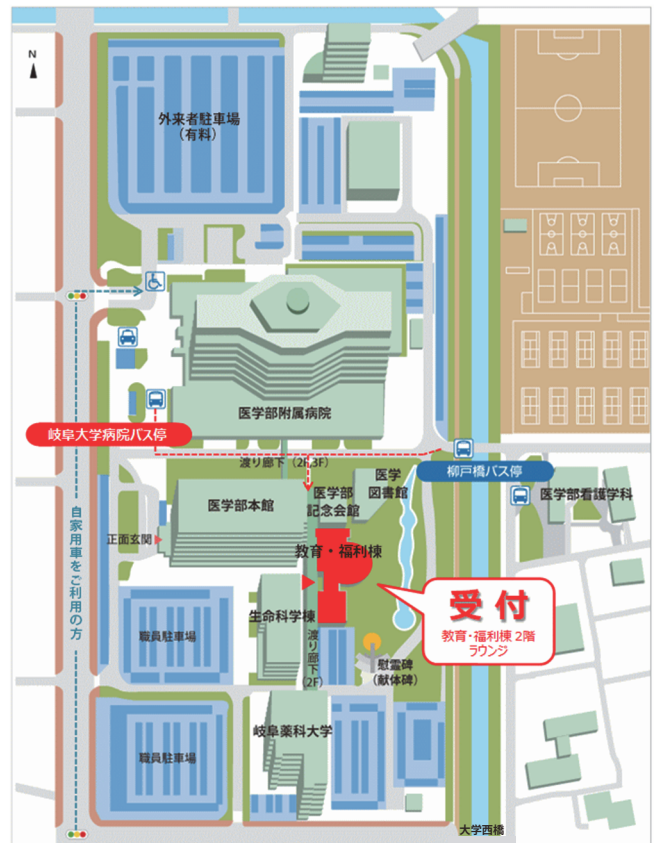 N
外来者駐車場
（有料）
医学部附属病院
岐阜大学病院バス停
渡り廊下（2F,3F）
柳戸橋バス停
医学
図書館
医学部
記念会館
医学部看護学科
医学部本館
正面玄関
教育・福利棟
自家用車をご利用の方
受付
教育・福利棟 2階
ラウンジ
生命科学棟
職員駐車場
渡り廊下
（2F）
慰霊碑
（献体碑）
岐阜薬科大学
職員駐車場
大学西橋